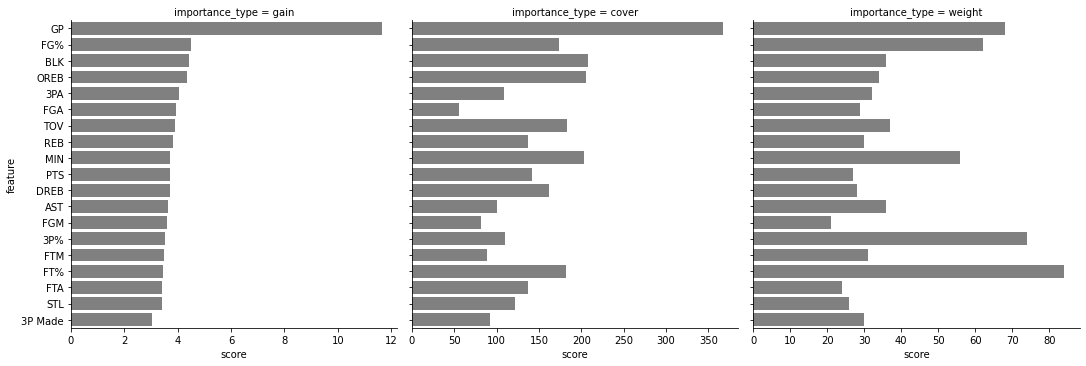 importance_type = gain
importance_type = cover
importance_type = weight
feature
GP
FG%
BLK
OREB
3PA
FGA
TOV
REB
MIN
PTS
DREB
AST
FGM
3P%
FTM
FT%
FTA
STL
3P Made
0 2 4 6 8 10 12
score
0 50 100 150 200 250 300 350
score
0 10 20 30 40 50 60 70 80
score